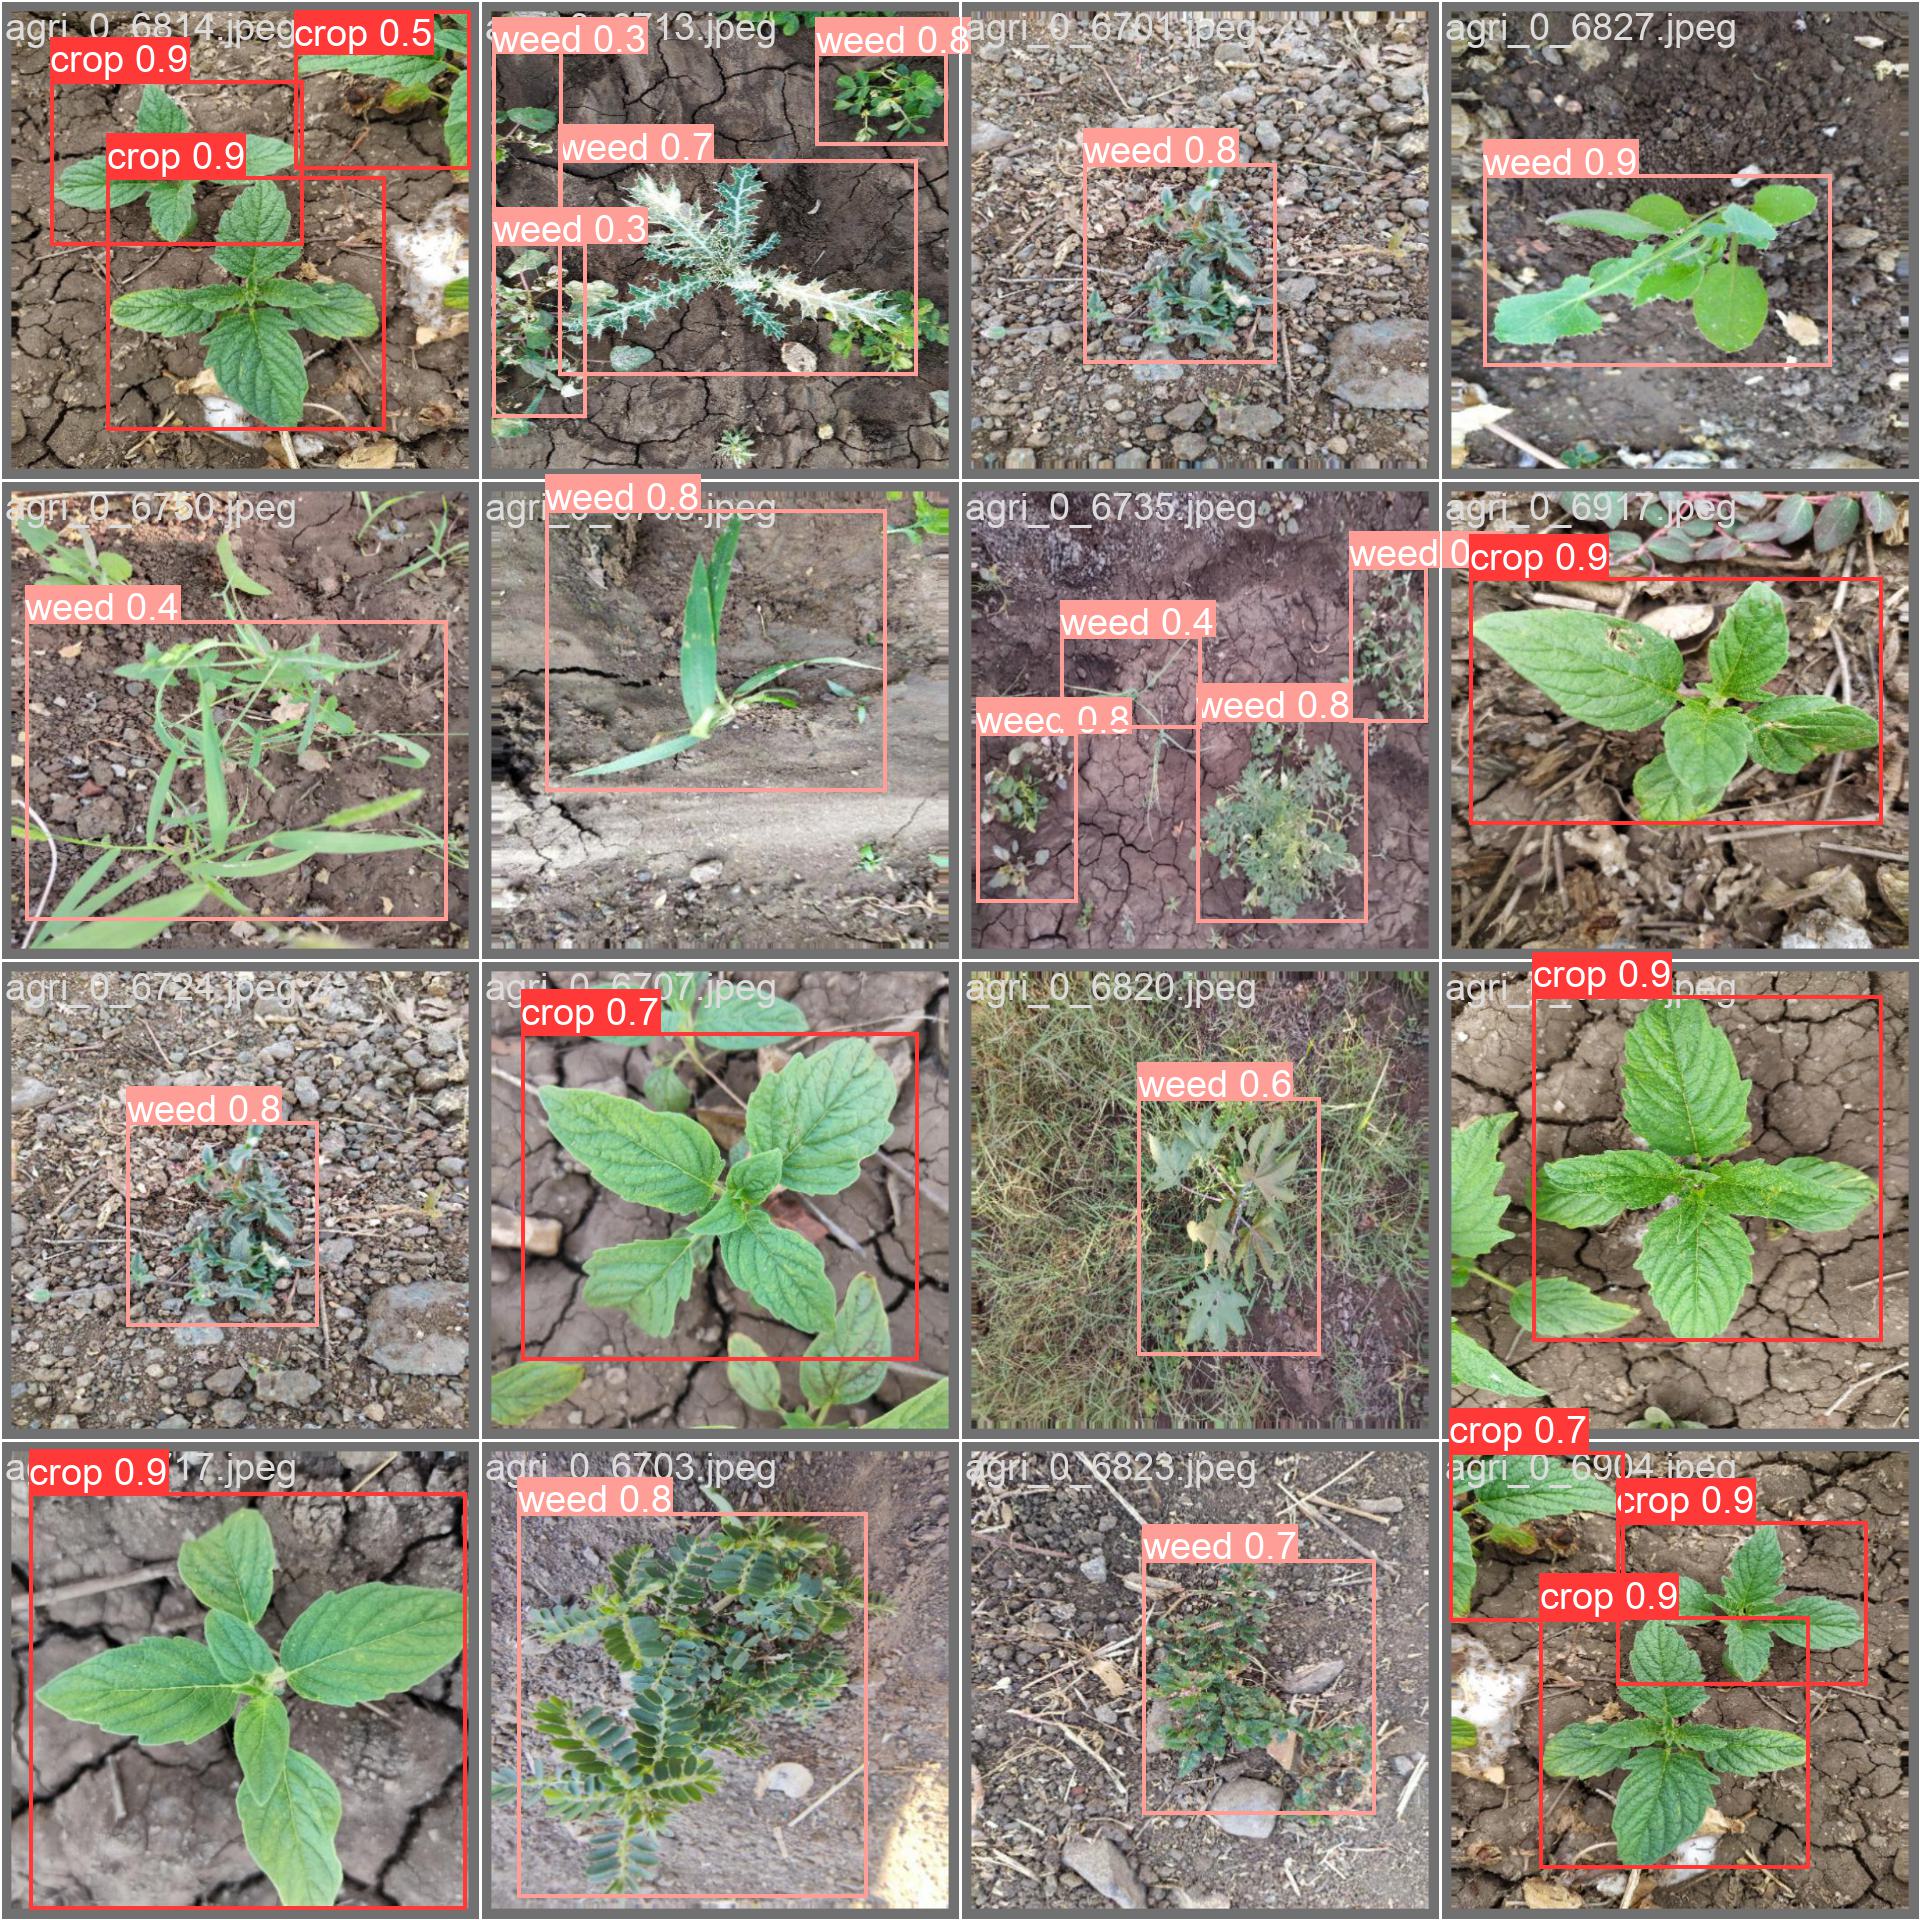 agri_0_6814.jpeg
crop 0.5
crop 0.9
crop 0.9
weed 0.3
13.jpeg
weed 0.8
weed 0.7
weed 0.3
agri_0_6701.jpeg
weed 0.8
agri_0_6827.jpeg
weed 0.9
agri_0_6750.jpeg
weed 0.4
weed 0.8
agri_0_67
.jpeg
agri_0_6735.jpeg
weed 0
weed 0.4
weed 0.8
weed 0.8
agri_0_6917.jpeg
crop 0.9
agri_0_6724.jpeg
weed 0.8
agri_0_6707.jpeg
crop 0.7
agri_0_6820.jpeg
weed 0.6
crop 0.9
agri_
crop 0.9
17.jpeg
agri_0_6703.jpeg
weed 0.8
agri_0_6823.jpeg
weed 0.7
crop 0.7
agri_0_6904.jpeg
crop 0.9
crop 0.9